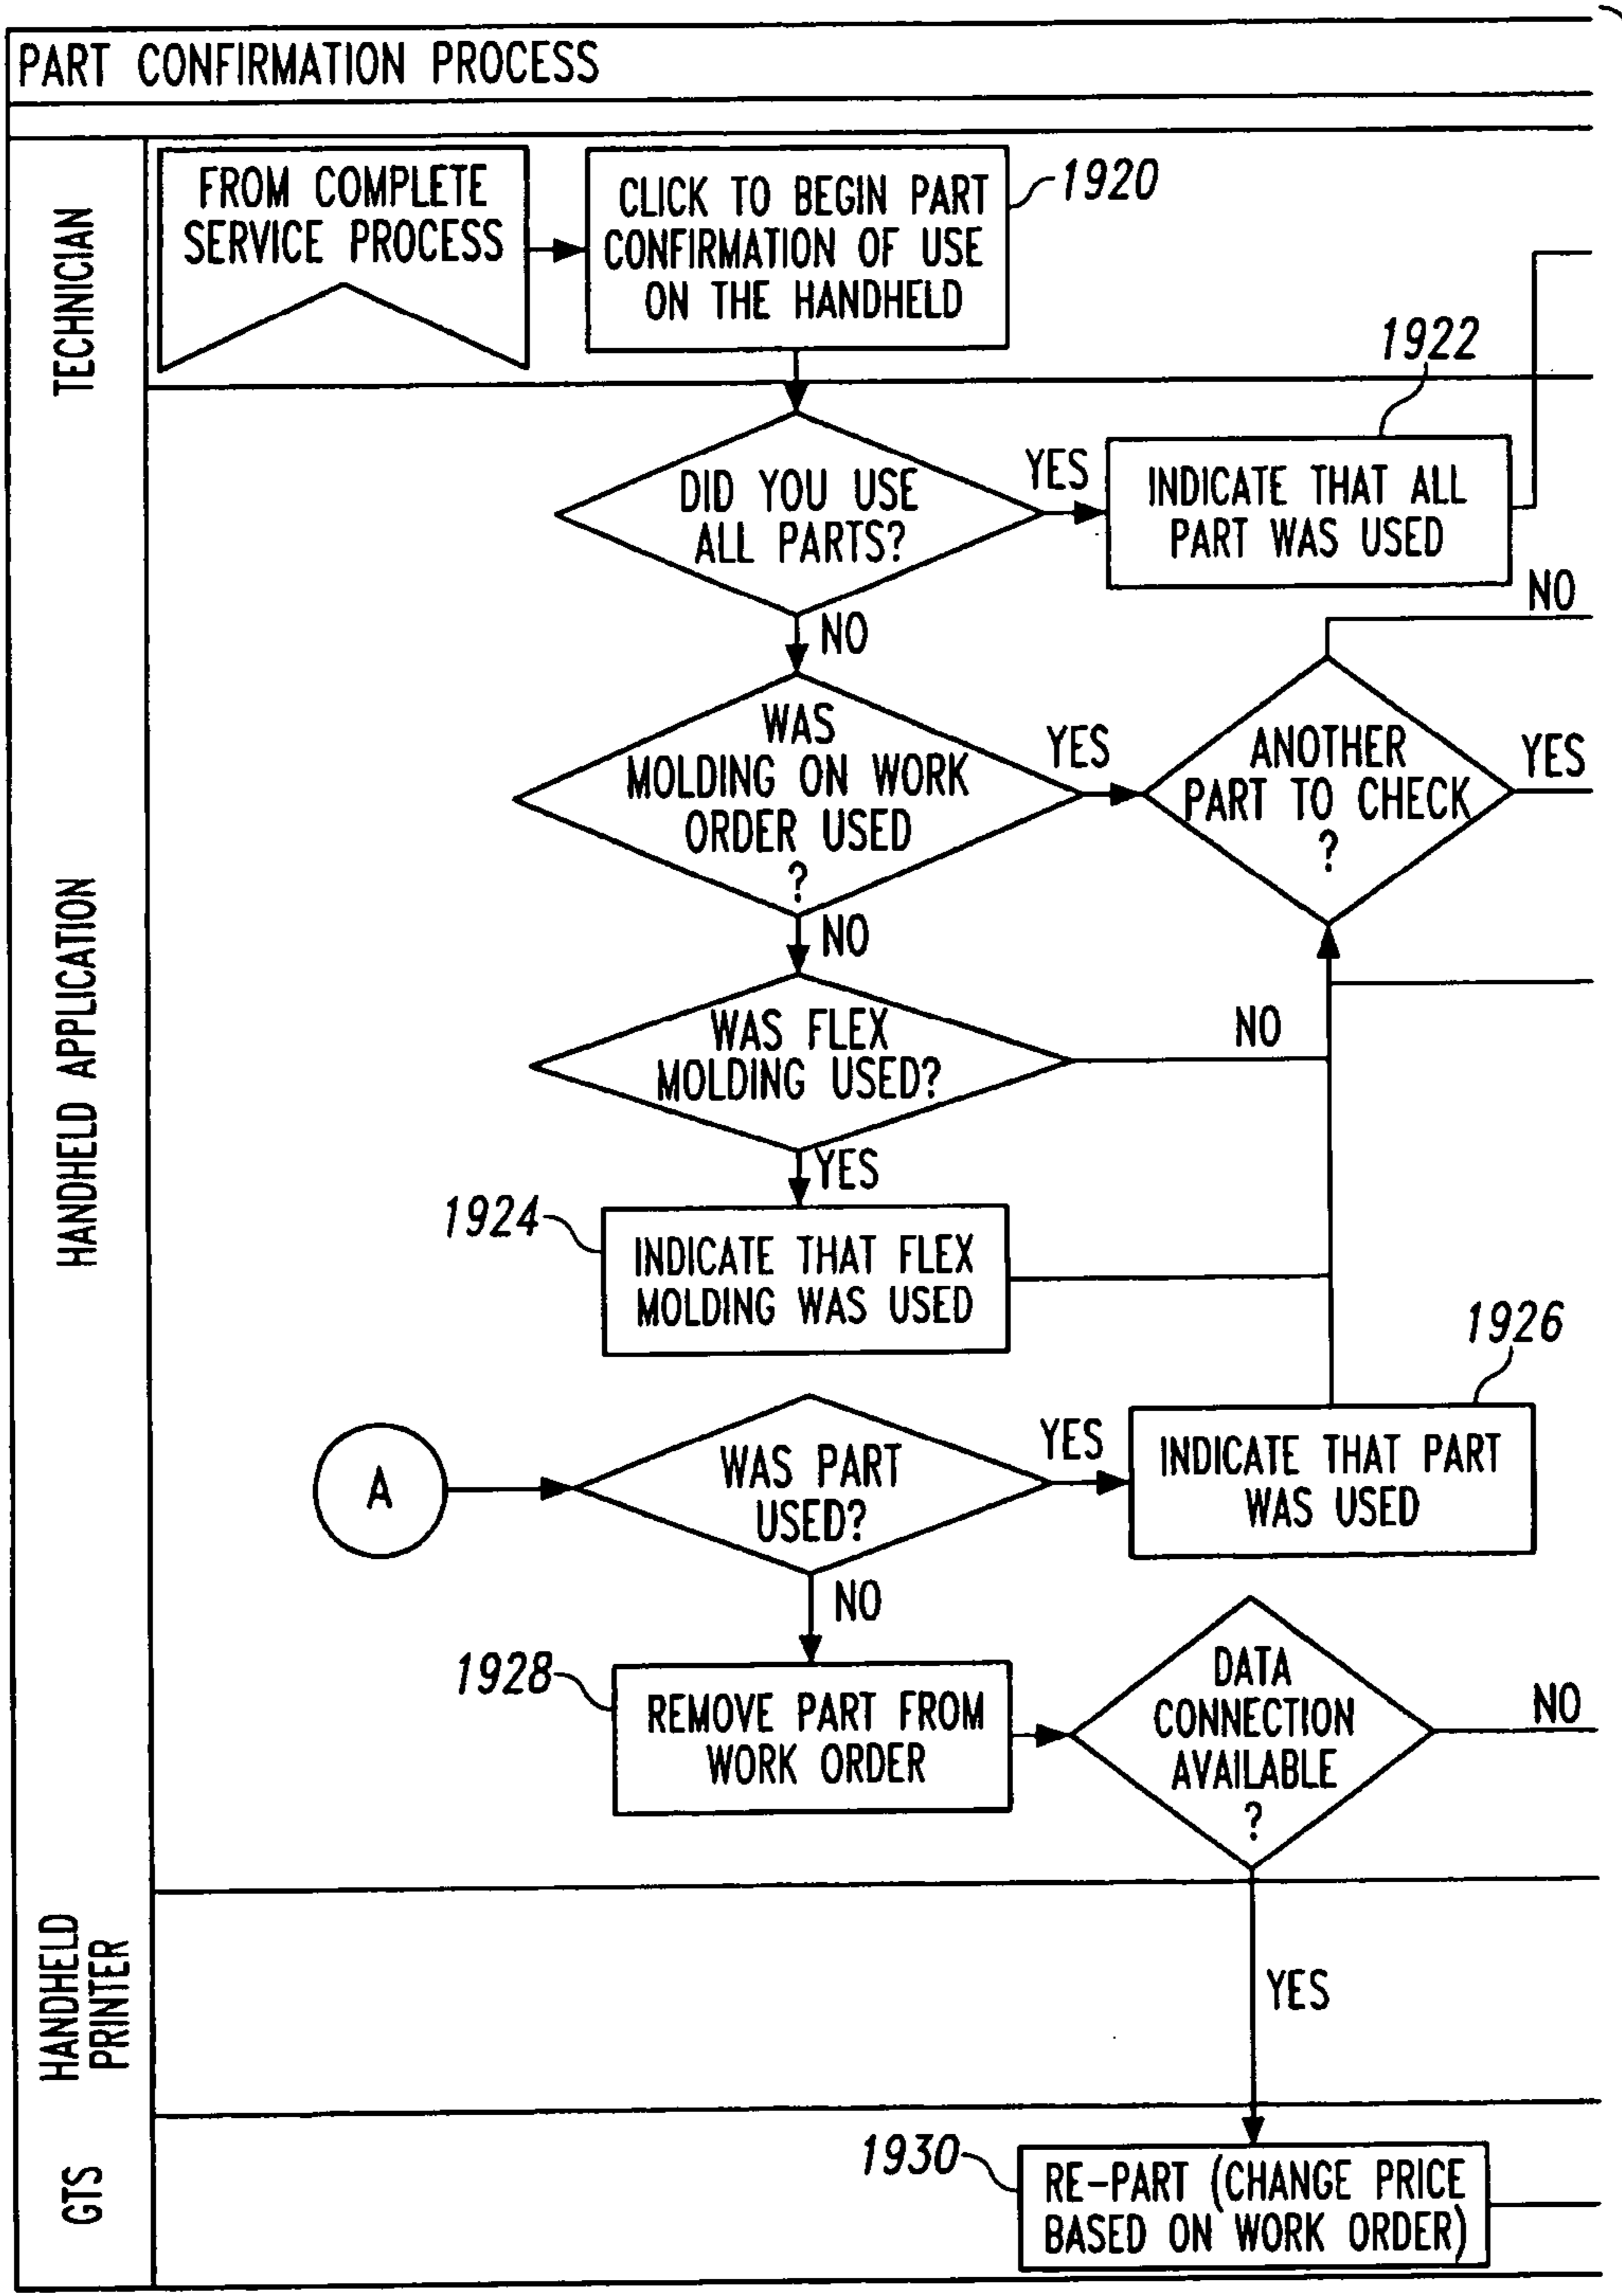 PART CONFIRMATION PROCESS
TECHNICIAN
FROM COMPLETE
SERVICE PROCESS
CLICK TO BEGIN PART
CONFIRMATION OF USE
ON THE HANDHELD
1920
1922
HANDHELD APPLICATION
DID YOU USE
ALL PARTS?
YES
INDICATE THAT ALL
PART WAS USED
NO
NO
WAS
MOLDING ON WORK
ORDER USED
?
YES
ANOTHER
PART TO CHECK
?
YES
NO
WAS FLEX
MOLDING USED?
NO
YES
1924
INDICATE THAT FLEX
MOLDING WAS USED
1926
A
WAS PART
USED?
YES
INDICATE THAT PART
WAS USED
NO
1928
REMOVE PART FROM
WORK ORDER
DATA
CONNECTION
AVAILABLE
?
NO
HANDHELD
PRINTER
YES
GTS
1930
RE-PART (CHANGE PRICE
BASED ON WORK ORDER)